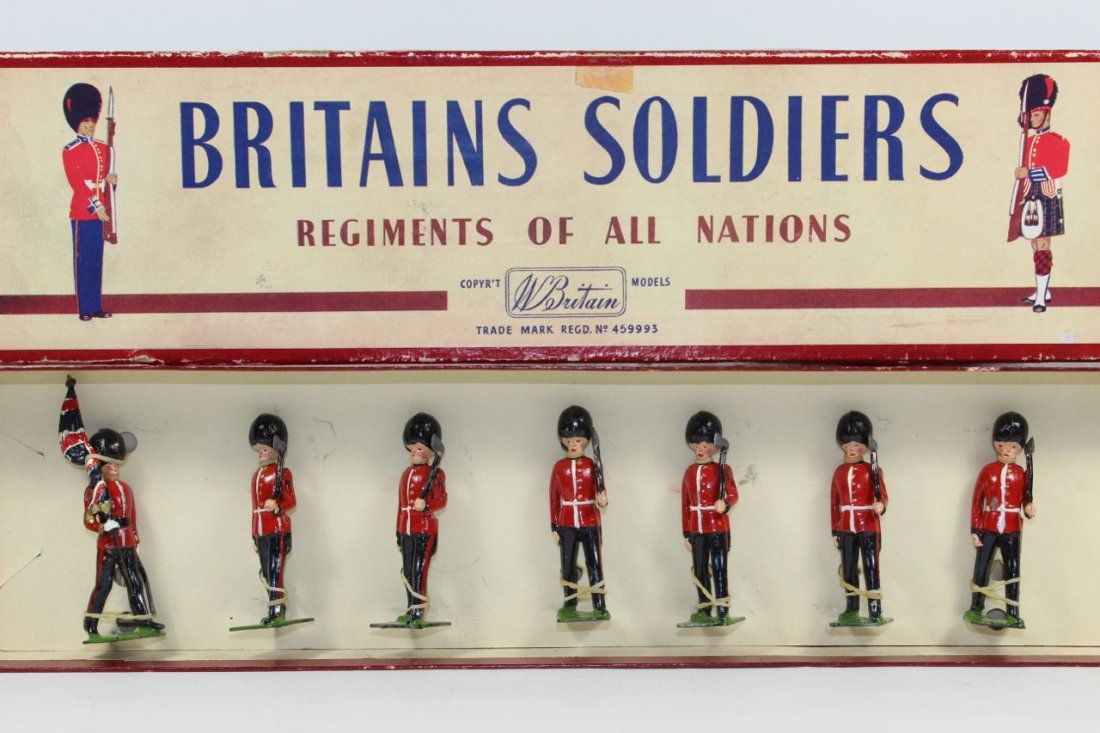 BRITAINS SOLDIERS
REGIMENTS OF ALL NATIONS
COPYR'T W Britain MODELS
TRADE MARK REGD. Nº 459993